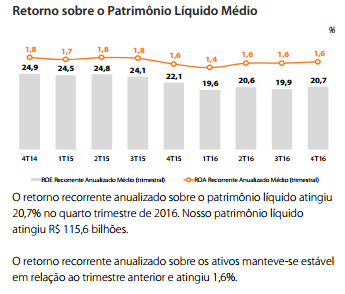 Retorno sobre o Patrimônio Líquido Médio
%
1,8 1,7 1,8 1,8 1,6 1,4 1,6 1,6 1,6
24,9 24,5 24,8 24,1 22,1 19,6 20,6 19,9 20,7
4T14 1T15 2T15 3T15 4T15 1T16 2T16 3T16 4T16
ROE Recorrente Anualizado Médio (trimestral) ROA Recorrente Anualizado Médio (trimestral)
O retorno recorrente anualizado sobre o patrimônio líquido atingiu
20,7% no quarto trimestre de 2016. Nosso patrimônio líquido
atingiu R$ 115,6 bilhões.
O retorno recorrente anualizado sobre os ativos manteve-se estável
em relação ao trimestre anterior e atingiu 1,6%.